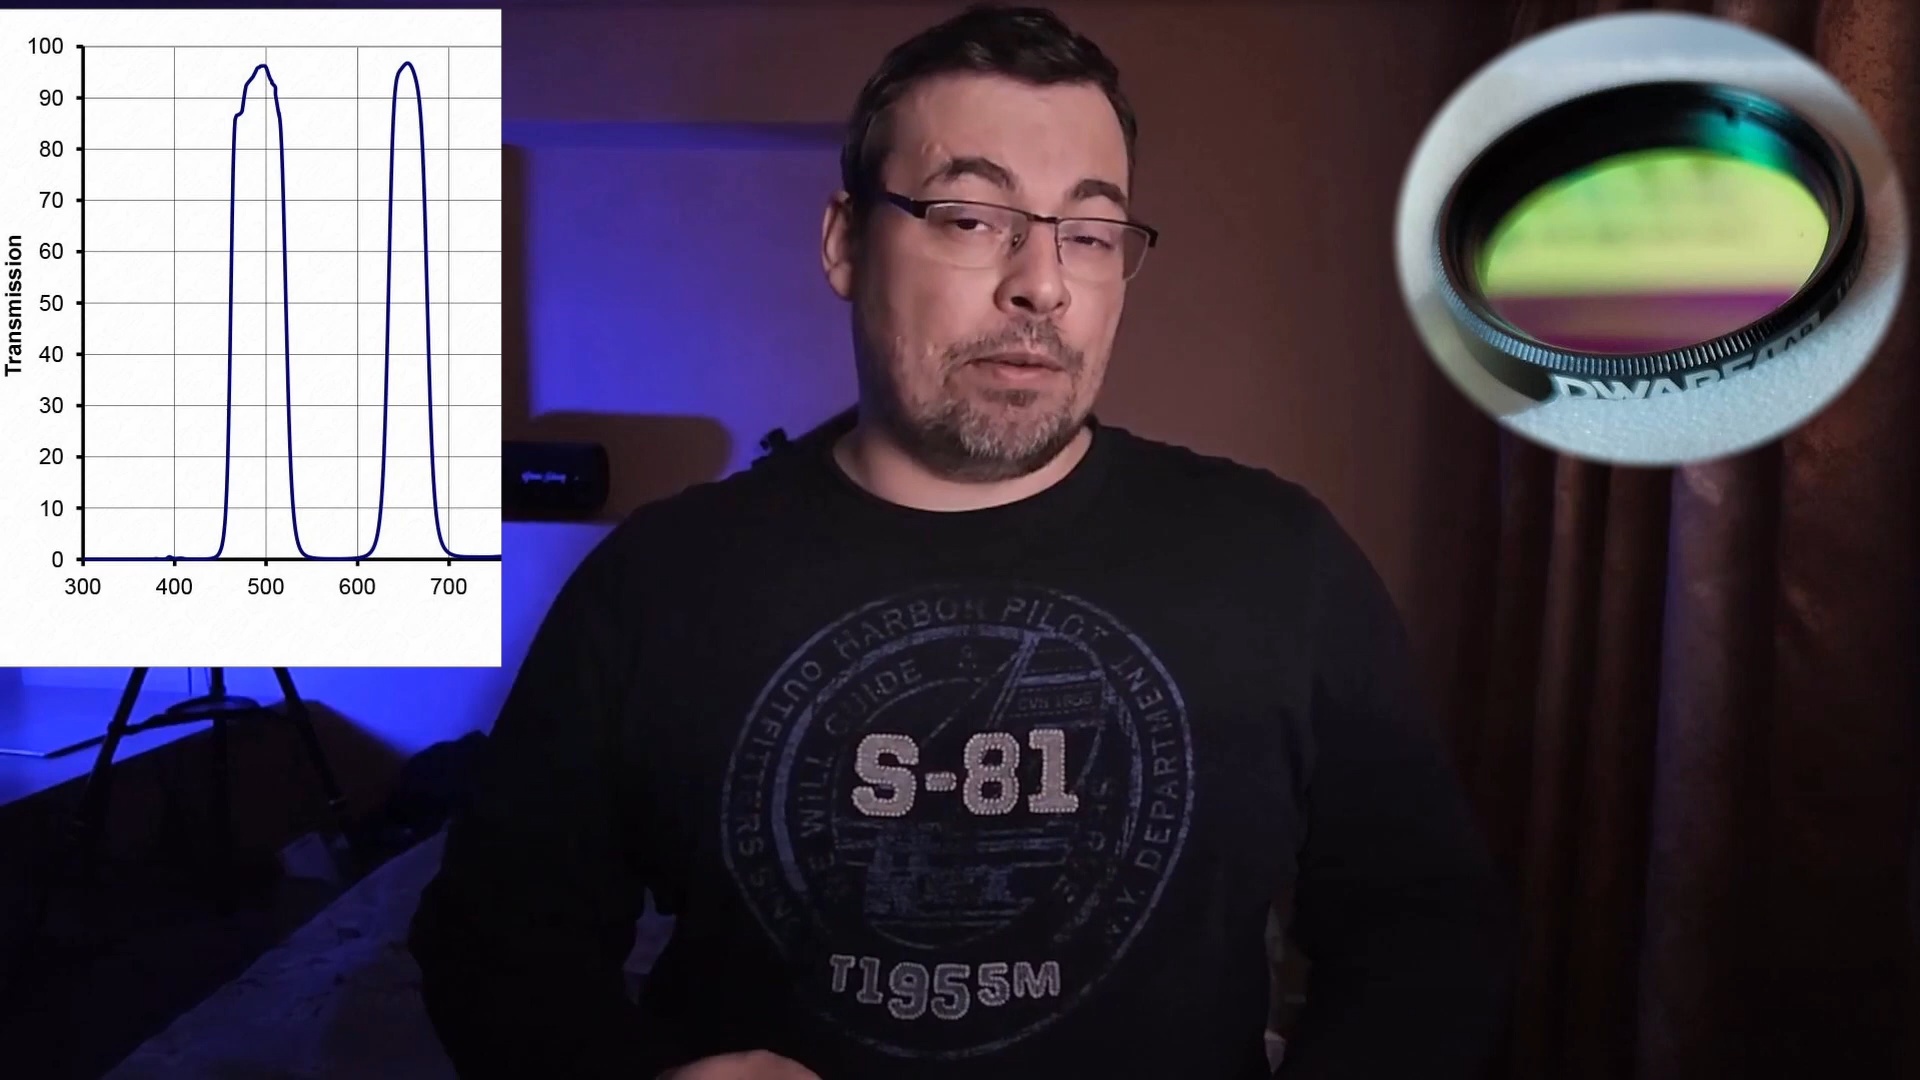 100
90
80
70
60
50
40
30
20
10
0
Transmission
300 400 500 600 700
DWARF
OUTFITTERS HARBOR PILOT
WILL GUIDE
N.Y. DEPARTMENT
S-81
T1955M